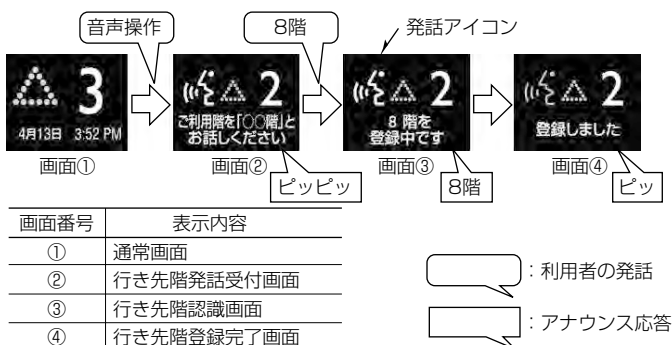 音声操作
8階
発話アイコン
3
4月13日 3:52 PM
2
ご利用階を「○○階」と
お話しください
2
8 階を
登録中です
2
登録しました
画面①
画面②
画面③
画面④
ピッピッ
8階
ピッ
画面番号 表示内容
① 通常画面
② 行き先階発話受付画面
③ 行き先階認識画面
④ 行き先階登録完了画面
:利用者の発話
:アナウンス応答